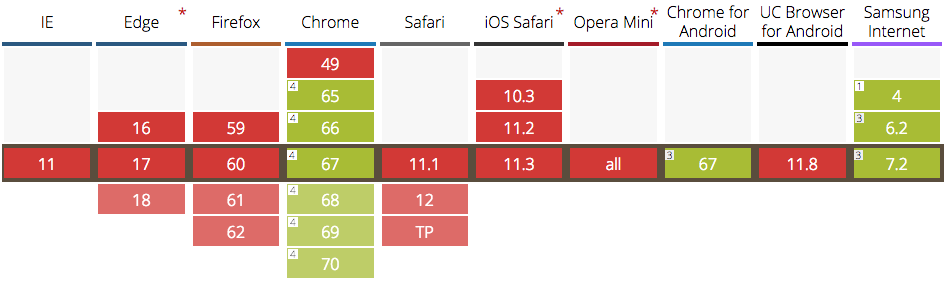 IE Edge * Firefox Chrome Safari iOS Safari * Opera Mini * Chrome for Android UC Browser for Android Samsung Internet
49
4 65 10.3 1 4
16 59 4 66 11.2 3 6.2
11 17 60 4 67 11.1 11.3 all 3 67 11.8 3 7.2
18 61 4 68 12
62 4 69 TP
4 70